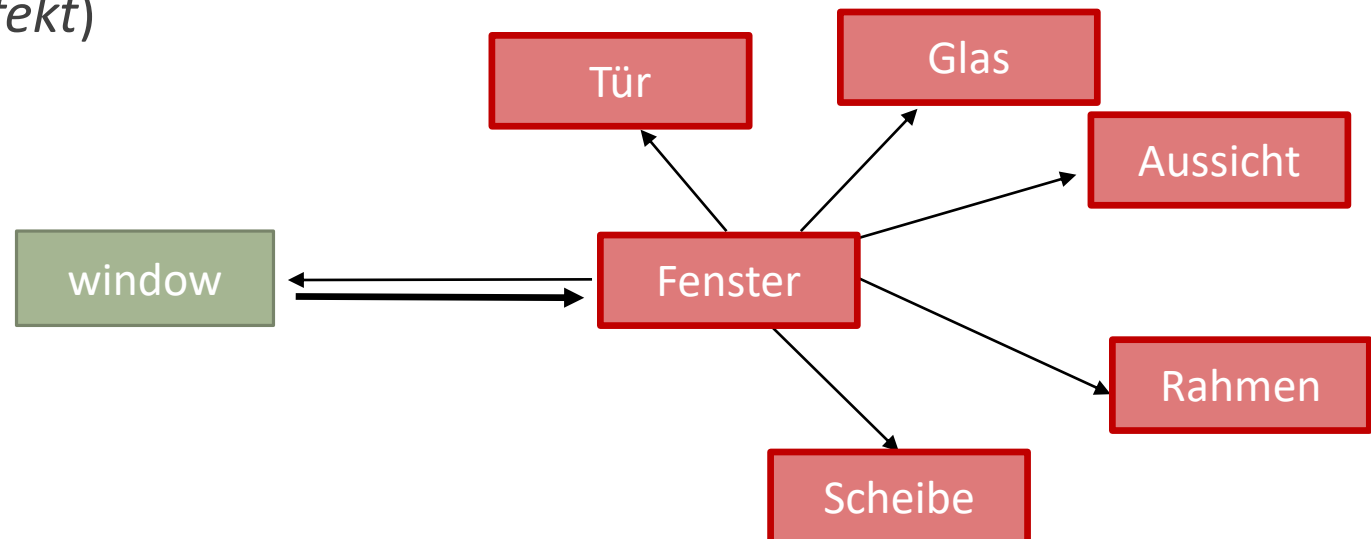 fekt)
Tür
Glas
Aussicht
window
Fenster
Rahmen
Scheibe